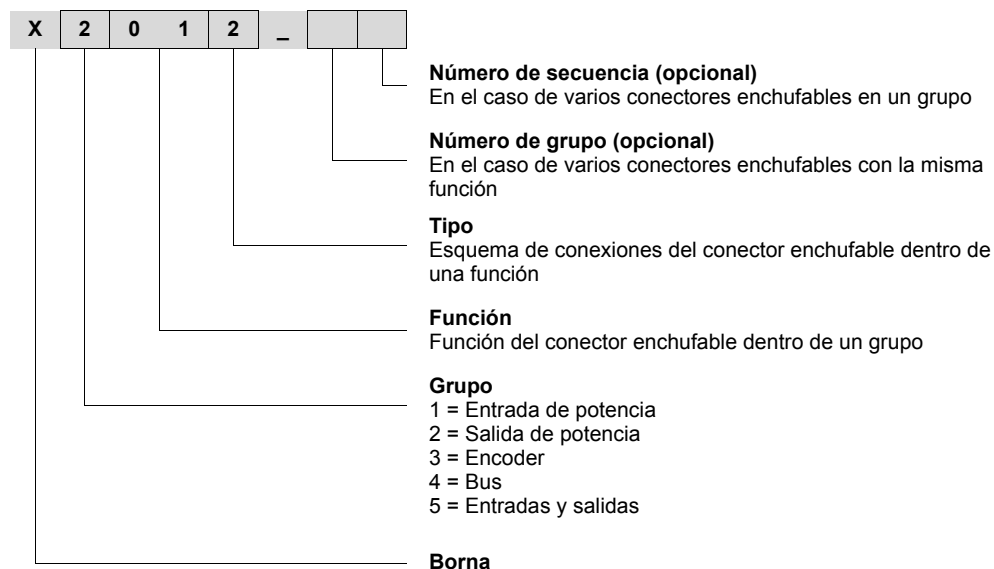 X 2 0 1 2 _
Número de secuencia (opcional)
En el caso de varios conectores enchufables en un grupo
Número de grupo (opcional)
En el caso de varios conectores enchufables con la misma
función
Tipo
Esquema de conexiones del conector enchufable dentro de
una función
Función
Función del conector enchufable dentro de un grupo
Grupo
1 = Entrada de potencia
2 = Salida de potencia
3 = Encoder
4 = Bus
5 = Entradas y salidas
Borna